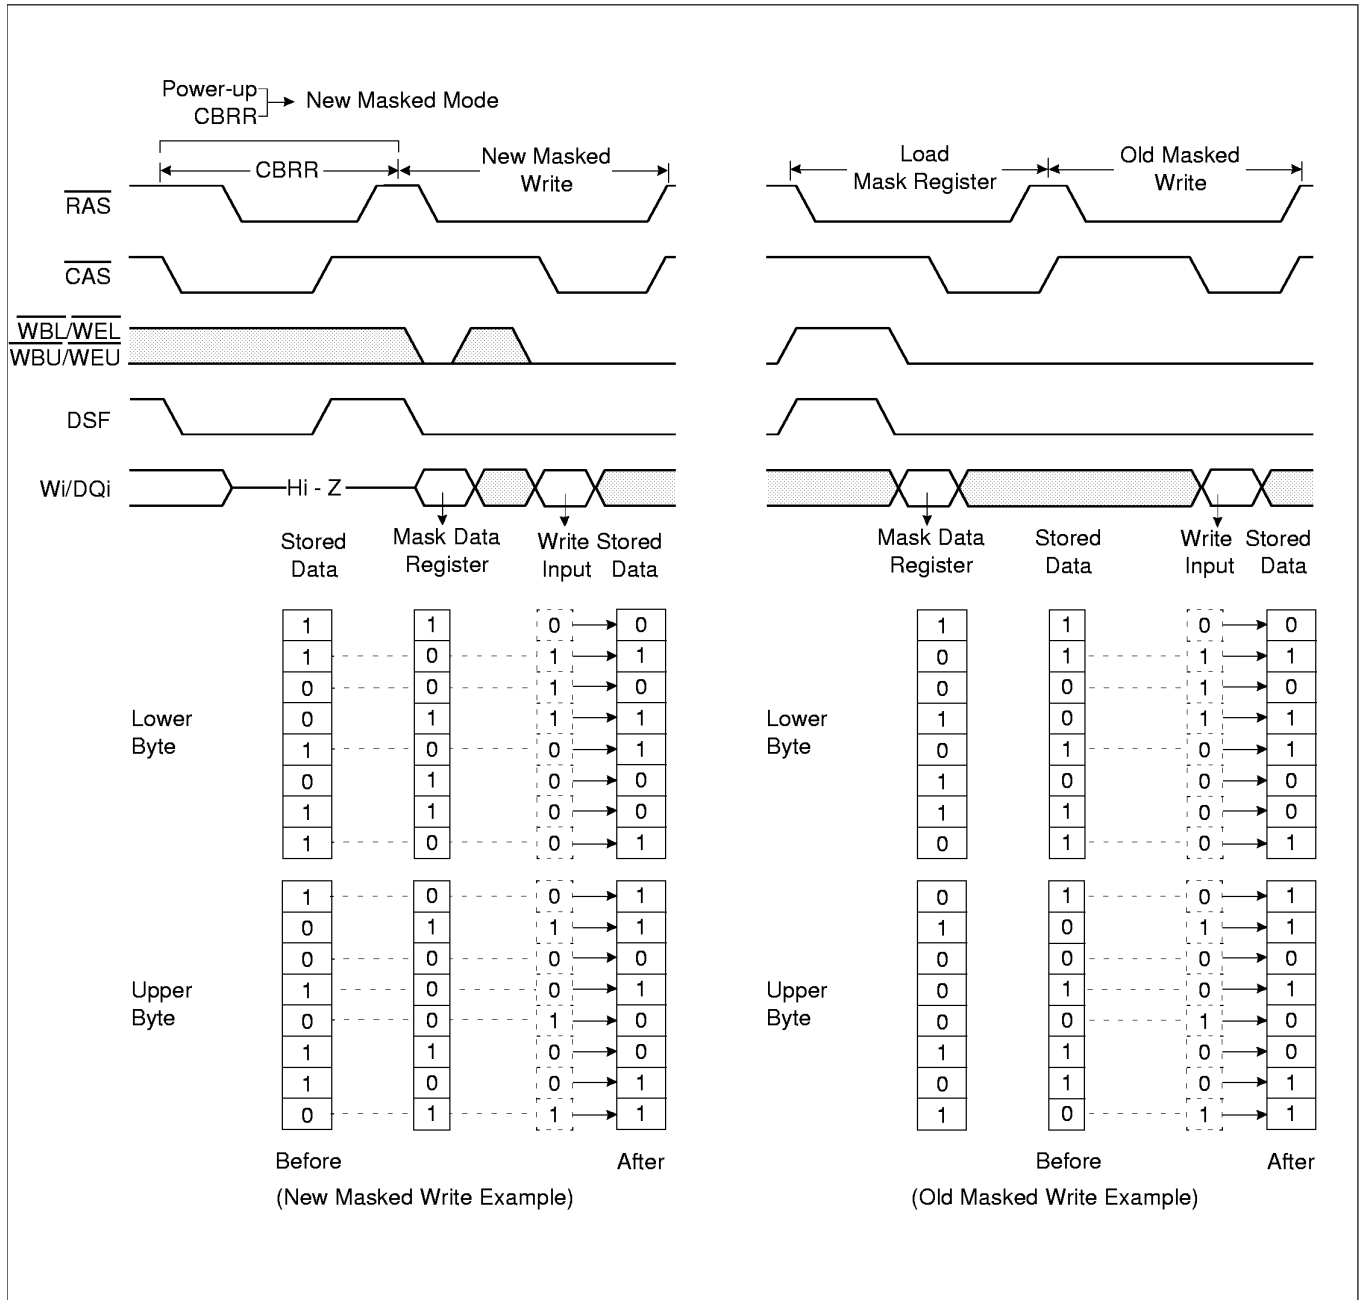 Power-up
CBRR
New Masked Mode
CBRR
New Masked
Write
Load
Mask Register
Old Masked
Write
RAS
CAS
WBL/WEL
WBU/WEU
DSF
Wi/DQi
Hi - Z
Stored
Data
Mask Data
Register
Write
Input
Stored
Data
Mask Data
Register
Stored
Data
Write
Input
Stored
Data
Lower
Byte
1 1 0 0
1 0 1 1
0 0 1 0
0 1 1 1
1 0 0 1
0 1 0 0
1 1 0 0
1 0 0 1
Lower
Byte
1 1 0 0
0 1 1 1
0 0 1 0
1 0 1 1
0 1 0 1
1 0 0 0
1 1 0 0
0 1 0 1
Upper
Byte
1 0 0 1
0 1 1 1
0 0 0 0
1 0 0 1
0 0 1 0
1 1 0 0
1 0 0 1
0 1 1 1
Upper
Byte
0 1 0 1
1 0 1 1
0 0 0 0
0 1 0 1
0 0 1 0
1 1 0 0
0 1 0 1
1 0 1 1
Before
After
(New Masked Write Example)
Before
After
(Old Masked Write Example)